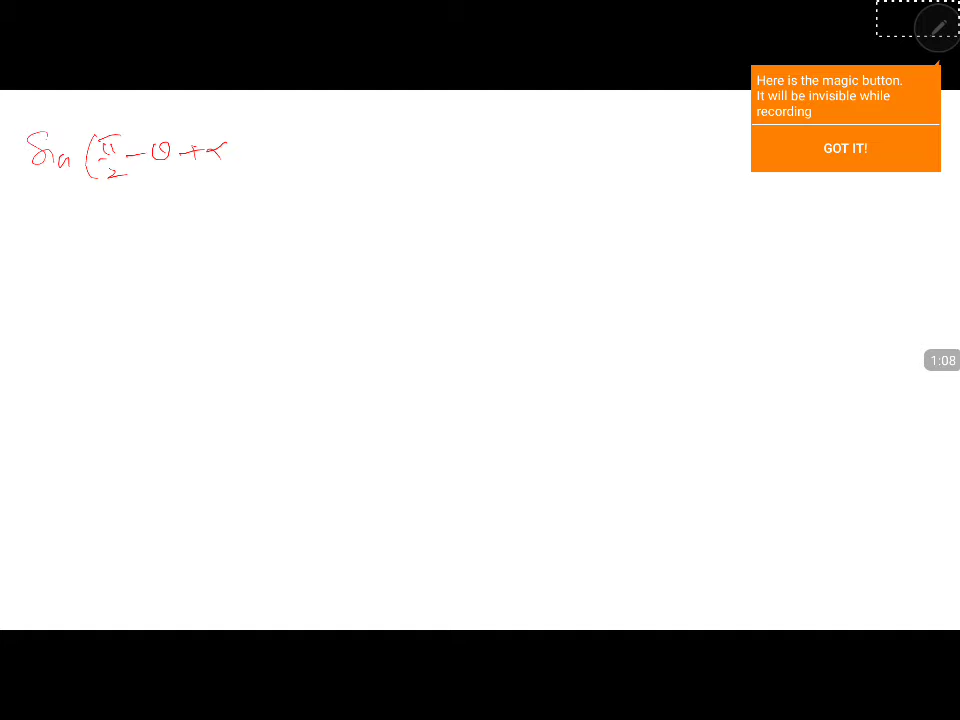 Here is the magic button.
It will be invisible while
recording
GOT IT!
Sin (π/2 - θ + α
1:08